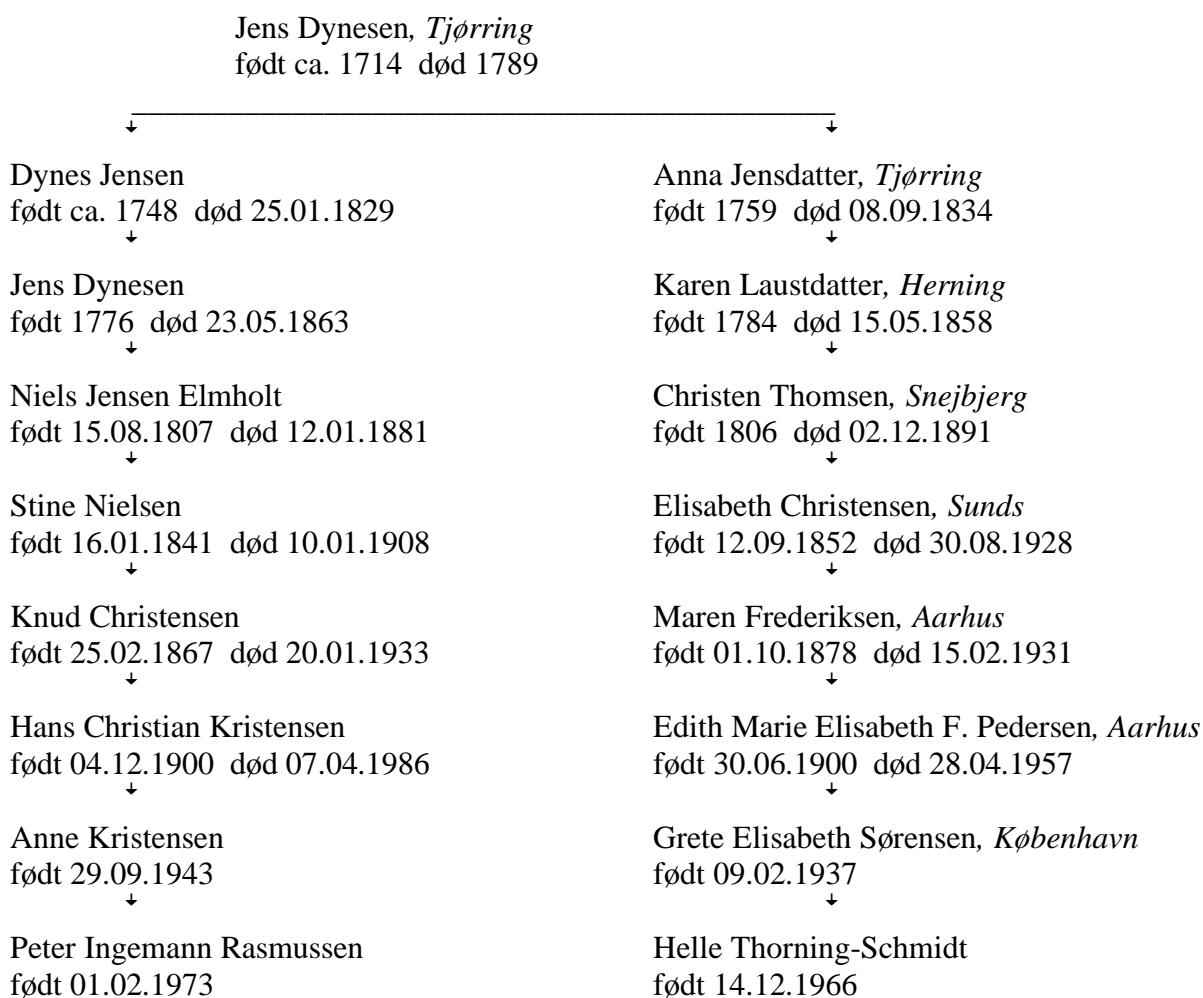 Jens Dynesen, Tjørring
født ca. 1714 død 1789
Dynes Jensen
født ca. 1748 død 25.01.1829
Anna Jensdatter, Tjørring
født 1759 død 08.09.1834
Jens Dynesen
født 1776 død 23.05.1863
Karen Laustdatter, Herning
født 1784 død 15.05.1858
Niels Jensen Elmholt
født 15.08.1807 død 12.01.1881
Christen Thomsen, Snejbjerg
født 1806 død 02.12.1891
Stine Nielsen
født 16.01.1841 død 10.01.1908
Elisabeth Christensen, Sunds
født 12.09.1852 død 30.08.1928
Knud Christensen
født 25.02.1867 død 20.01.1933
Maren Frederiksen, Aarhus
født 01.10.1878 død 15.02.1931
Hans Christian Kristensen
født 04.12.1900 død 07.04.1986
Edith Marie Elisabeth F. Pedersen, Aarhus
født 30.06.1900 død 28.04.1957
Anne Kristensen
født 29.09.1943
Grete Elisabeth Sørensen, København
født 09.02.1937
Peter Ingemann Rasmussen
født 01.02.1973
Helle Thorning-Schmidt
født 14.12.1966